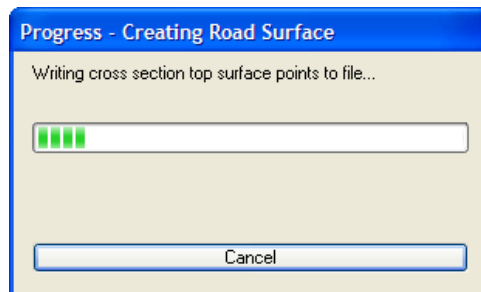 Progress - Creating Road Surface
Writing cross section top surface points to file...
Cancel